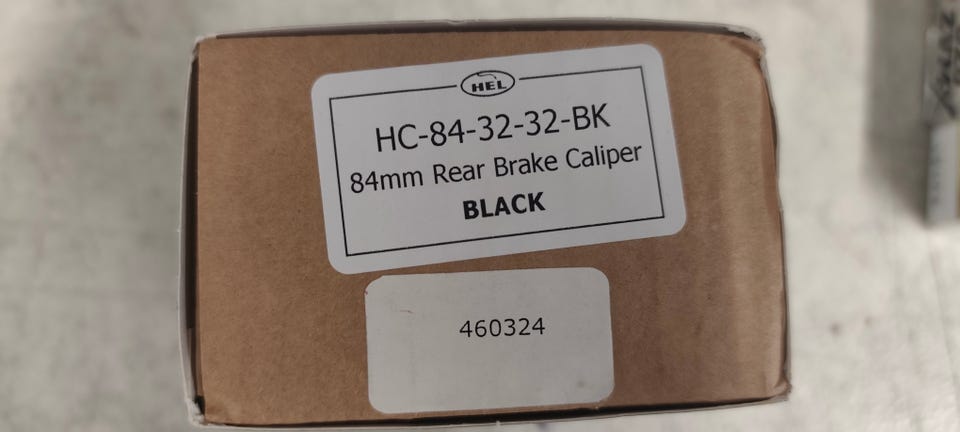 HEL
HC-84-32-32-BK
84mm Rear Brake Caliper
BLACK
460324